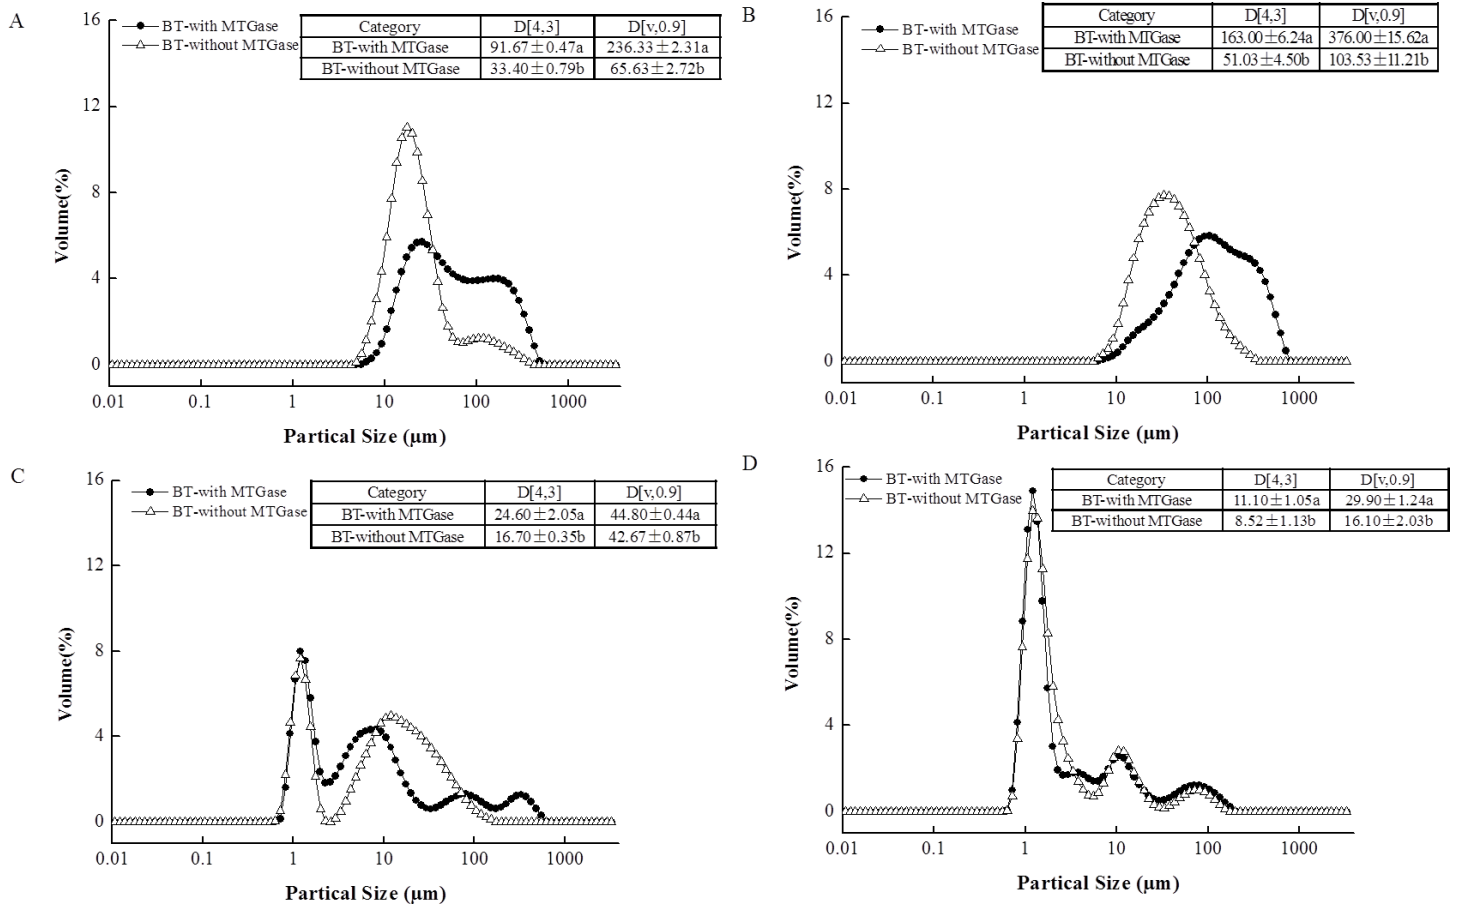 A
BT-with MTGase
BT-without MTGase
Category D[4,3] D[v,0.9]
BT-with MTGase 91.67±0.47a 236.33±2.31a
BT-without MTGase 33.40±0.79b 65.63±2.72b
16
12
8
4
0
Volume(%)
0.01 0.1 1 10 100 1000
Partical Size (μm)
B
BT-with MTGase
BT-without MTGase
Category D[4,3] D[v,0.9]
BT-with MTGase 163.00±6.24a 376.00±15.62a
BT-without MTGase 51.03±4.50b 103.53±11.21b
16
12
8
4
0
Volume(%)
0.01 0.1 1 10 100 1000
Partical Size (μm)
C
BT-with MTGase
BT-without MTGase
Category D[4,3] D[v,0.9]
BT-with MTGase 24.60±2.05a 44.80±0.44a
BT-without MTGase 16.70±0.35b 42.67±0.87b
16
12
8
4
0
Volume(%)
0.01 0.1 1 10 100 1000
Partical Size (μm)
D
BT-with MTGase
BT-without MTGase
Category D[4,3] D[v,0.9]
BT-with MTGase 11.10±1.05a 29.90±1.24a
BT-without MTGase 8.52±1.13b 16.10±2.03b
16
12
8
4
0
Volume(%)
0.01 0.1 1 10 100 1000
Partical Size (μm)